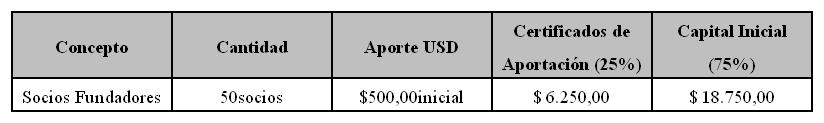 Concepto Cantidad Aporte USD Certificados de Aportación (25%) Capital Inicial (75%)
Socios Fundadores 50socios $500,00inicial $ 6.250,00 $ 18.750,00